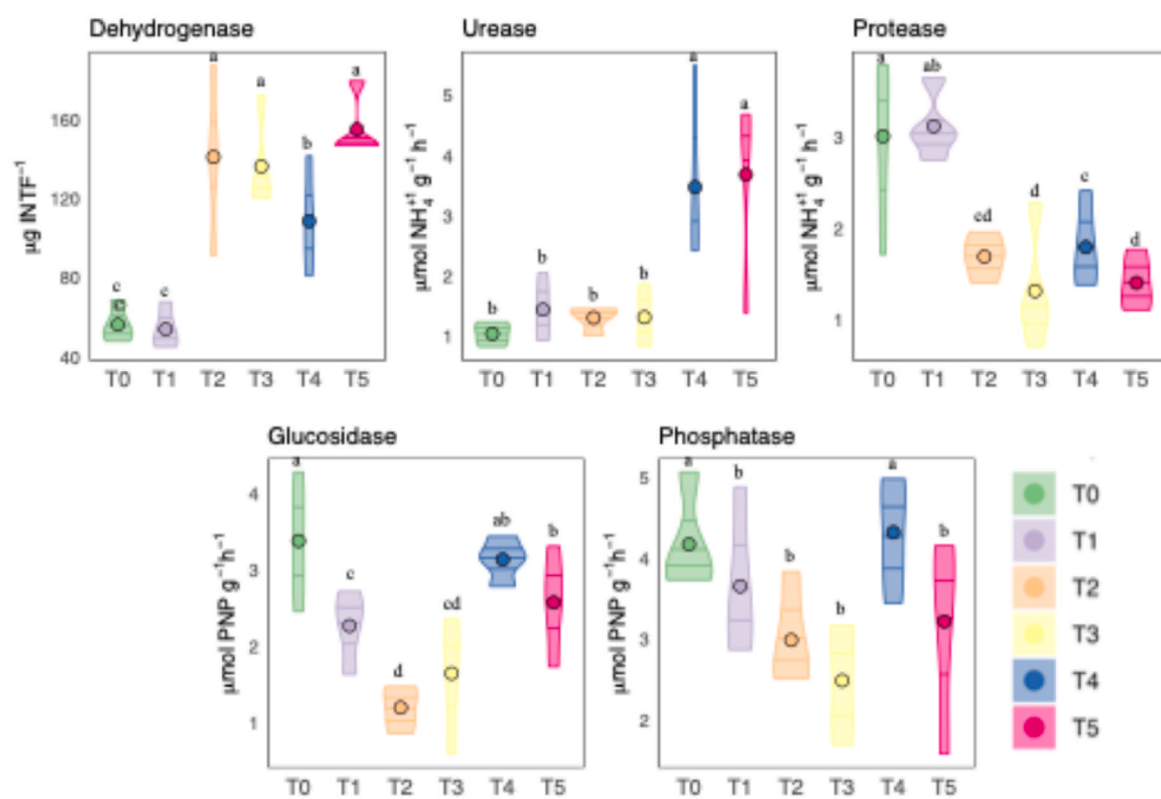 Dehydrogenase
µg INTF⁻¹
160
120
80
40
c
c
c
a
a
b
a
T0 T1 T2 T3 T4 T5
Urease
µmol NH₄⁺¹ g⁻¹ h⁻¹
5
4
3
2
1
b
b
b
b
a
a
T0 T1 T2 T3 T4 T5
Protease
µmol NH₄⁺¹ g⁻¹ h⁻¹
3
2
1
a
ab
cd
d
c
d
T0 T1 T2 T3 T4 T5
Glucosidase
µmol PNP g⁻¹h⁻¹
4
3
2
1
a
c
d
cd
ab
b
T0 T1 T2 T3 T4 T5
Phosphatase
µmol PNP g⁻¹h⁻¹
5
4
3
2
a
b
b
b
a
b
T0 T1 T2 T3 T4 T5
T0
T1
T2
T3
T4
T5